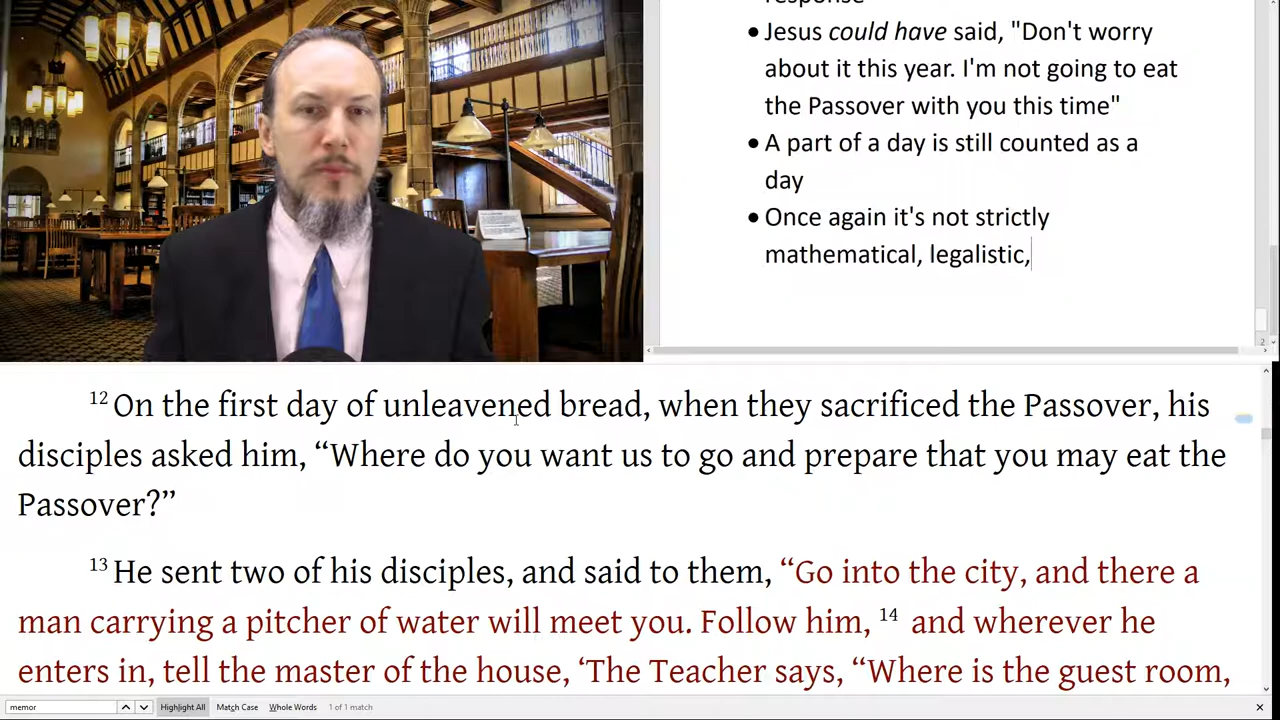 response
• Jesus could have said, "Don't worry
about it this year. I'm not going to eat
the Passover with you this time"
• A part of a day is still counted as a
day
• Once again it's not strictly
mathematical, legalistic,
2
12 On the first day of unleavened bread, when they sacrificed the Passover, his
disciples asked him, “Where do you want us to go and prepare that you may eat the
Passover?”
13 He sent two of his disciples, and said to them, “Go into the city, and there a
man carrying a pitcher of water will meet you. Follow him, 14 and wherever he
enters in, tell the master of the house, ‘The Teacher says, “Where is the guest room,
memor Highlight All Match Case Whole Words 1 of 1 match